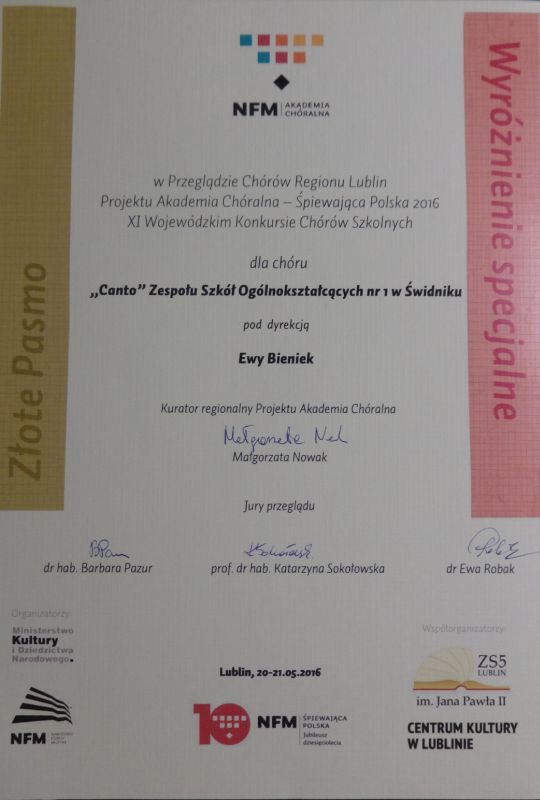 Złote Pasmo
Wyróżnienie specjalne
NFM AKADEMIA
CHÓRALNA
w Przeglądzie Chórów Regionu Lublin
Projektu Akademia Chóralna – Śpiewająca Polska 2016
XI Wojewódzkim Konkursie Chórów Szkolnych
dla chóru
„Canto” Zespołu Szkół Ogólnokształcących nr 1 w Świdniku
pod dyrekcją
Ewy Bieniek
Kurator regionalny Projektu Akademia Chóralna
Małgorzata Nowak
Jury przeglądu
dr hab. Barbara Pazur
prof. dr hab. Katarzyna Sokołowska
dr Ewa Robak
Organizatorzy:
Ministerstwo
Kultury
i Dziedzictwa
Narodowego.
NFM
Lublin, 20-21.05.2016
10 NFM ŚPIEWAJĄCA
POLSKA
Jubileusz
dziesięciolecia
Współorganizatorzy:
ZS5
LUBLIN
im. Jana Pawła II
CENTRUM KULTURY
W LUBLINIE